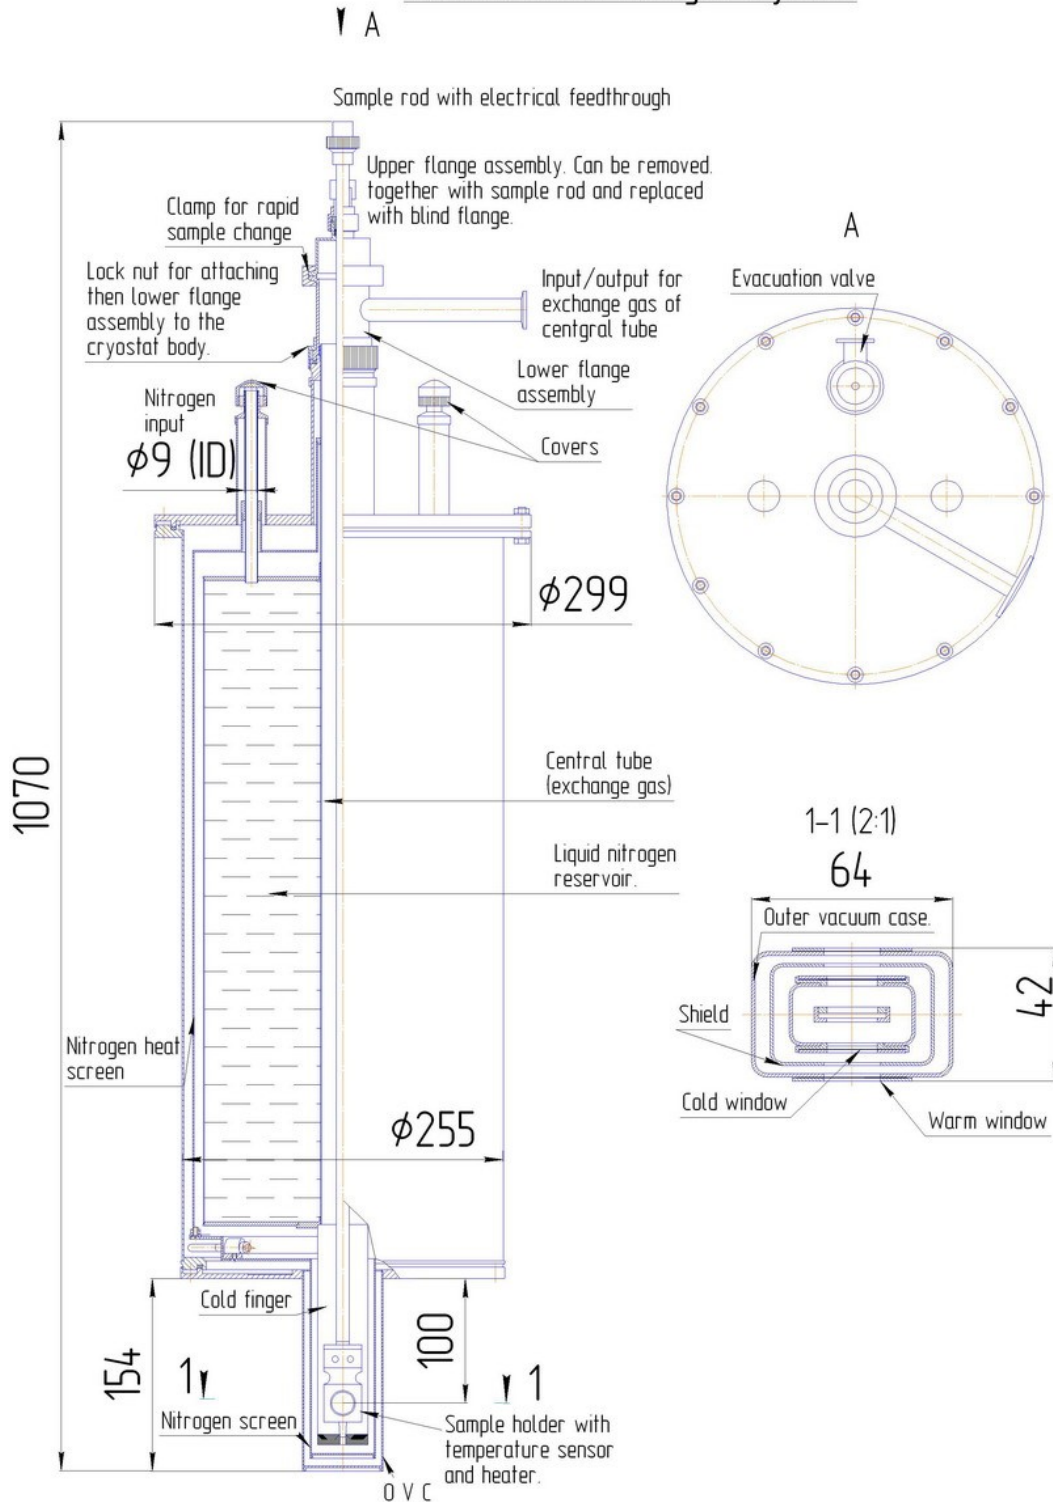 A
Sample rod with electrical feedthrough
Upper flange assembly. Can be removed.
together with sample rod and replaced
with blind flange.
Clamp for rapid
sample change
A
Lock nut for attaching
then lower flange
assembly to the
cryostat body.
Input/output for
exchange gas of
centgral tube
Evacuation valve
Lower flange
assembly
Nitrogen
input
ϕ9 (ID)
Covers
ϕ299
1070
Central tube
(exchange gas)
1-1 (2:1)
64
Liquid nitrogen
reservoir.
Outer vacuum case.
42
Shield
Nitrogen heat
screen
Cold window
Warm window
ϕ255
Cold finger
100
154
1
1
Nitrogen screen
Sample holder with
temperature sensor
and heater.
O V C